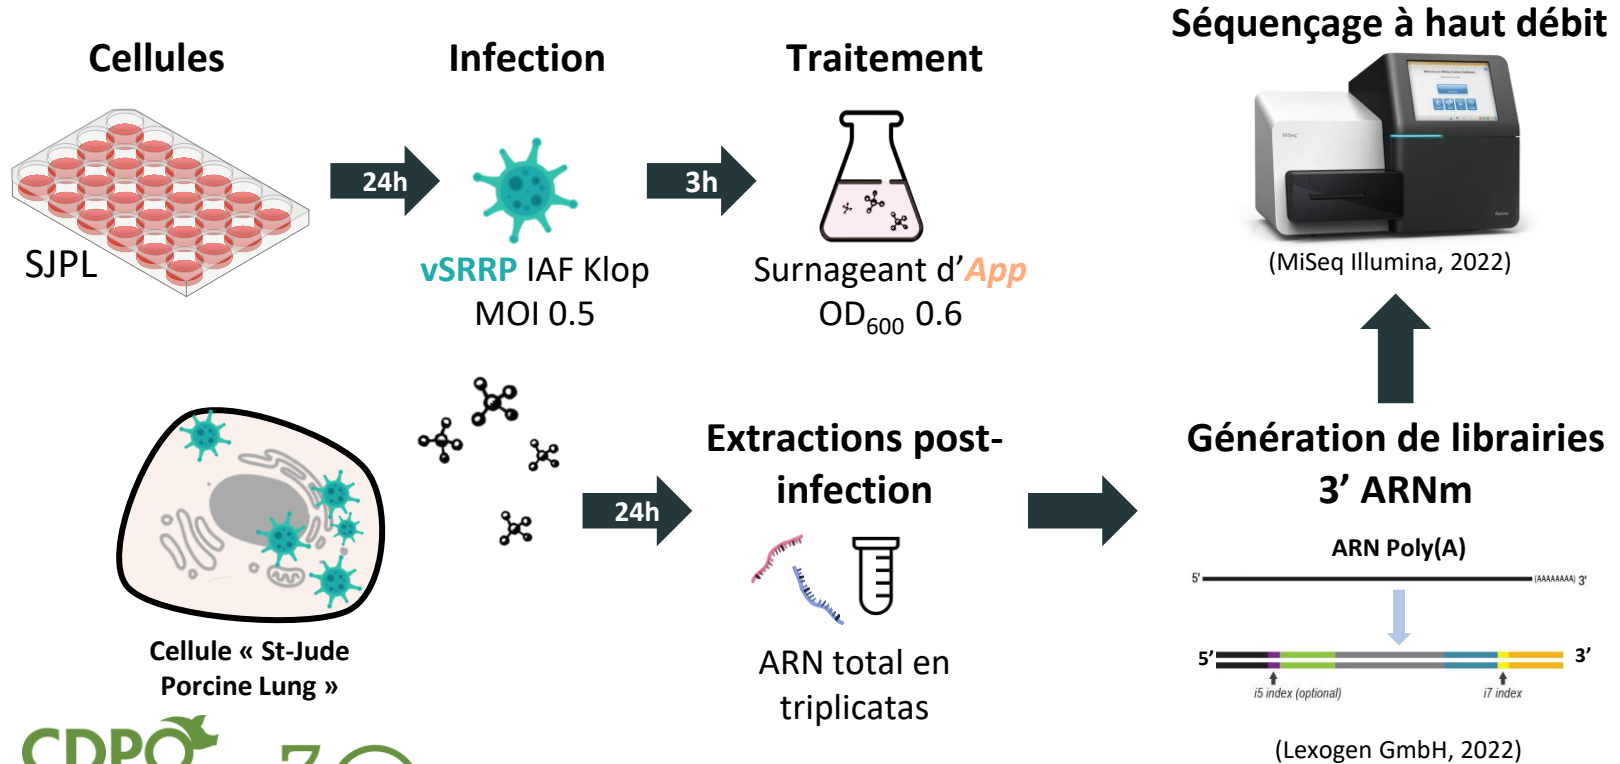 Cellules
SJPL
24h
Infection
vSRRP IAF Klop
MOI 0.5
3h
Traitement
Surnageant d'App
OD600 0.6
Séquençage à haut débit
(MiSeq Illumina, 2022)
Cellule « St-Jude
Porcine Lung »
24h
Extractions post-
infection
ARN total en
triplicatas
Génération de librairies
3' ARNm
ARN Poly(A)
5' (AAAAAAAA) 3'
5' 3'
i5 index (optional) i7 index
(Lexogen GmbH, 2022)
CDPQ